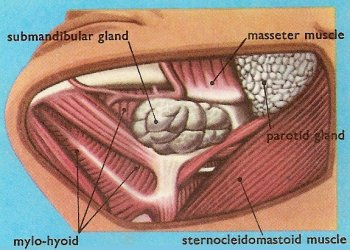 submandibular gland
masseter muscle
parotid gland
mylo-hyoid
sternocleidomastoid muscle